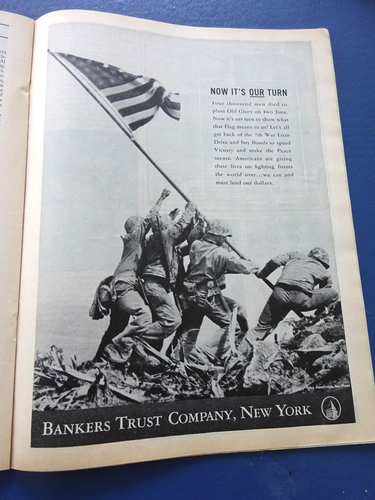 NOW IT'S OUR TURN
Four thousand men died to
plant Old Glory on Iwo Jima.
Now it's our turn to show what
that Flag means to us! Let's all
get back of the 7th War Loan
Drive and buy Bonds to speed
Victory and make the Peace
secure. Americans are giving
their lives on fighting fronts
the world over...we can and
must lend our dollars.
BANKERS TRUST COMPANY, NEW YORK